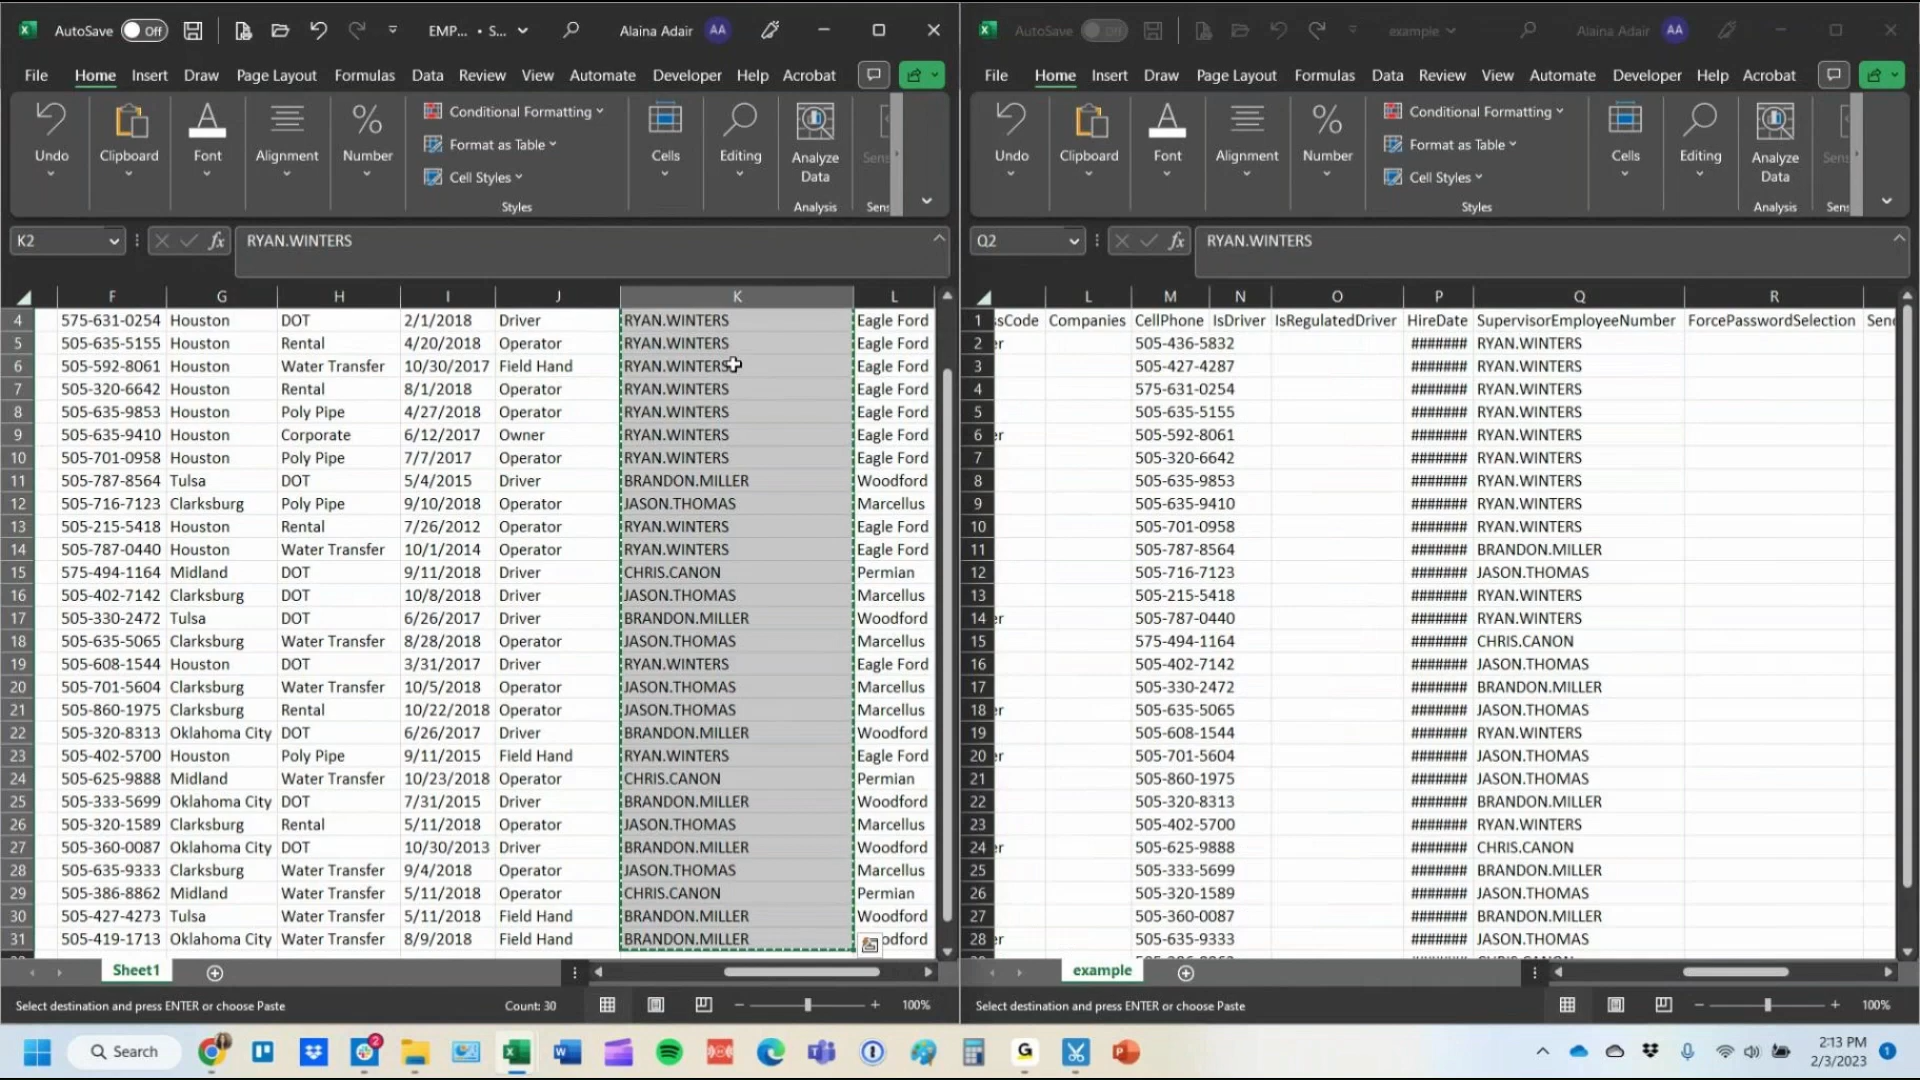 AutoSave Off EMP... • S... Alaina Adair AA
File Home Insert Draw Page Layout Formulas Data Review View Automate Developer Help Acrobat
Undo Clipboard Font Alignment Number Conditional Formatting Format as Table Cell Styles Styles Cells Editing Analyze Data Analysis Sens
K2 fx RYAN.WINTERS
F G H I J K L
4 575-631-0254 Houston DOT 2/1/2018 Driver RYAN.WINTERS Eagle Ford
5 505-635-5155 Houston Rental 4/20/2018 Operator RYAN.WINTERS Eagle Ford
6 505-592-8061 Houston Water Transfer 10/30/2017 Field Hand RYAN.WINTERS Eagle Ford
7 505-320-6642 Houston Rental 8/1/2018 Operator RYAN.WINTERS Eagle Ford
8 505-635-9853 Houston Poly Pipe 4/27/2018 Operator RYAN.WINTERS Eagle Ford
9 505-635-9410 Houston Corporate 6/12/2017 Owner RYAN.WINTERS Eagle Ford
10 505-701-0958 Houston Poly Pipe 7/7/2017 Operator RYAN.WINTERS Eagle Ford
11 505-787-8564 Tulsa DOT 5/4/2015 Driver BRANDON.MILLER Woodford
12 505-716-7123 Clarksburg Poly Pipe 9/10/2018 Operator JASON.THOMAS Marcellus
13 505-215-5418 Houston Rental 7/26/2012 Operator RYAN.WINTERS Eagle Ford
14 505-787-0440 Houston Water Transfer 10/1/2014 Operator RYAN.WINTERS Eagle Ford
15 575-494-1164 Midland DOT 9/11/2018 Driver CHRIS.CANON Permian
16 505-402-7142 Clarksburg DOT 10/8/2018 Driver JASON.THOMAS Marcellus
17 505-330-2472 Tulsa DOT 6/26/2017 Driver BRANDON.MILLER Woodford
18 505-635-5065 Clarksburg Water Transfer 8/28/2018 Operator JASON.THOMAS Marcellus
19 505-608-1544 Houston DOT 3/31/2017 Driver RYAN.WINTERS Eagle Ford
20 505-701-5604 Clarksburg Water Transfer 10/5/2018 Operator JASON.THOMAS Marcellus
21 505-860-1975 Clarksburg Rental 10/22/2018 Operator JASON.THOMAS Marcellus
22 505-320-8313 Oklahoma City DOT 6/26/2017 Driver BRANDON.MILLER Woodford
23 505-402-5700 Houston Poly Pipe 9/11/2015 Field Hand RYAN.WINTERS Eagle Ford
24 505-625-9888 Midland Water Transfer 10/23/2018 Operator CHRIS.CANON Permian
25 505-333-5699 Oklahoma City DOT 7/31/2015 Driver BRANDON.MILLER Woodford
26 505-320-1589 Clarksburg Rental 5/11/2018 Operator JASON.THOMAS Marcellus
27 505-360-0087 Oklahoma City DOT 10/30/2013 Driver BRANDON.MILLER Woodford
28 505-635-9333 Clarksburg Water Transfer 9/4/2018 Operator JASON.THOMAS Marcellus
29 505-386-8862 Midland Water Transfer 5/11/2018 Operator CHRIS.CANON Permian
30 505-427-4273 Tulsa Water Transfer 5/11/2018 Field Hand BRANDON.MILLER Woodford
31 505-419-1713 Oklahoma City Water Transfer 8/9/2018 Field Hand BRANDON.MILLER odford
Sheet1
Select destination and press ENTER or choose Paste Count: 30 100%
AutoSave Off example Alaina Adair AA
File Home Insert Draw Page Layout Formulas Data Review View Automate Developer Help Acrobat
Undo Clipboard Font Alignment Number Conditional Formatting Format as Table Cell Styles Styles Cells Editing Analyze Data Analysis Sens
Q2 fx RYAN.WINTERS
L M N O P Q R
1 sCode Companies CellPhone IsDriver IsRegulatedDriver HireDate SupervisorEmployeeNumber ForcePasswordSelection Send
2 er 505-436-5832 ####### RYAN.WINTERS
3 505-427-4287 ####### RYAN.WINTERS
4 575-631-0254 ####### RYAN.WINTERS
5 505-635-5155 ####### RYAN.WINTERS
6 er 505-592-8061 ####### RYAN.WINTERS
7 505-320-6642 ####### RYAN.WINTERS
8 505-635-9853 ####### RYAN.WINTERS
9 505-635-9410 ####### RYAN.WINTERS
10 505-701-0958 ####### RYAN.WINTERS
11 505-787-8564 ####### BRANDON.MILLER
12 505-716-7123 ####### JASON.THOMAS
13 505-215-5418 ####### RYAN.WINTERS
14 er 505-787-0440 ####### RYAN.WINTERS
15 575-494-1164 ####### CHRIS.CANON
16 505-402-7142 ####### JASON.THOMAS
17 505-330-2472 ####### BRANDON.MILLER
18 er 505-635-5065 ####### JASON.THOMAS
19 505-608-1544 ####### RYAN.WINTERS
20 er 505-701-5604 ####### JASON.THOMAS
21 505-860-1975 ####### JASON.THOMAS
22 505-320-8313 ####### BRANDON.MILLER
23 505-402-5700 ####### RYAN.WINTERS
24 er 505-625-9888 ####### CHRIS.CANON
25 505-333-5699 ####### BRANDON.MILLER
26 505-320-1589 ####### JASON.THOMAS
27 505-360-0087 ####### BRANDON.MILLER
28 er 505-635-9333 ####### JASON.THOMAS
example
Select destination and press ENTER or choose Paste 100%
Search 2:13 PM
2/3/2023